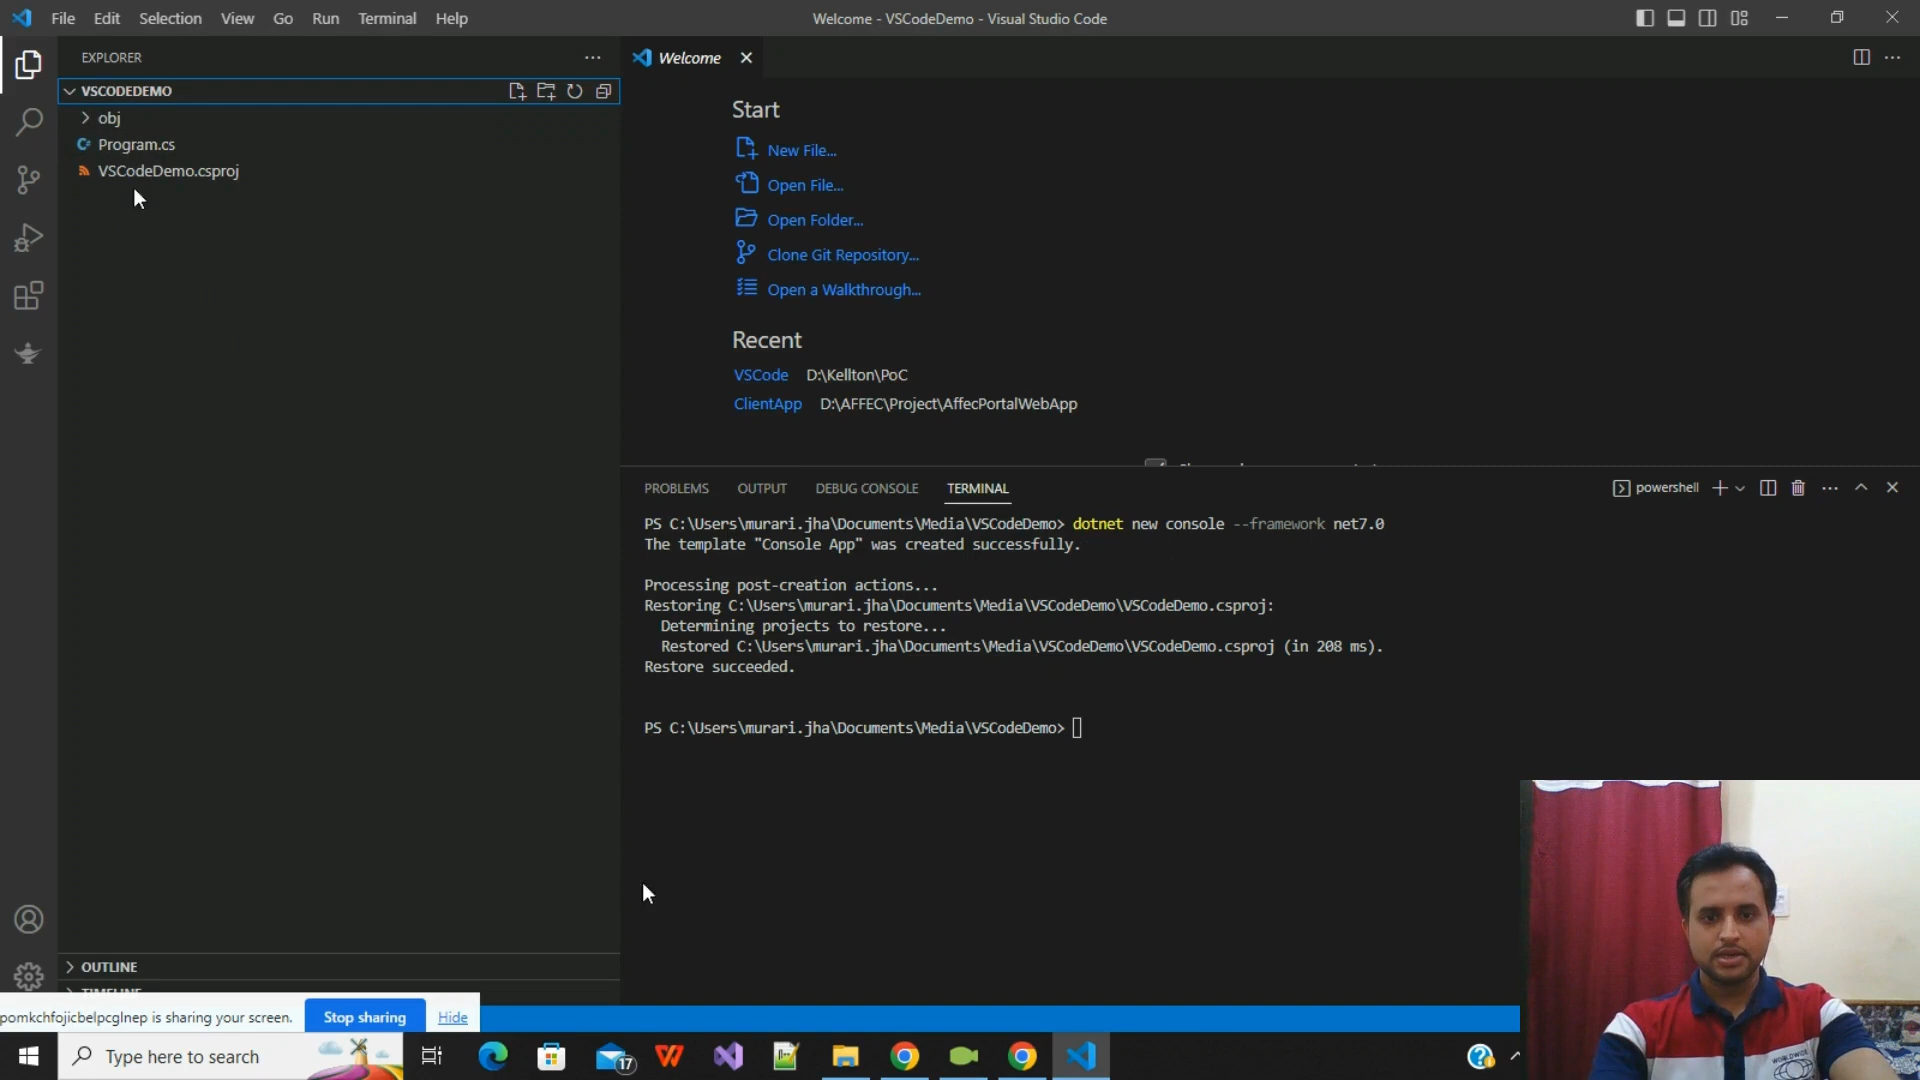 File Edit Selection View Go Run Terminal Help
Welcome - VSCodeDemo - Visual Studio Code
EXPLORER
VSCODEDEMO
obj
Program.cs
VSCodeDemo.csproj
OUTLINE
TIMELINE
Welcome
Start
New File...
Open File...
Open Folder...
Clone Git Repository...
Open a Walkthrough...
Recent
VSCode D:\Kellton\PoC
ClientApp D:\AFFEC\Project\AffecPortalWebApp
PROBLEMS OUTPUT DEBUG CONSOLE TERMINAL
powershell
PS C:\Users\murari.jha\Documents\Media\VSCodeDemo> dotnet new console --framework net7.0
The template "Console App" was created successfully.
Processing post-creation actions...
Restoring C:\Users\murari.jha\Documents\Media\VSCodeDemo\VSCodeDemo.csproj:
Determining projects to restore...
Restored C:\Users\murari.jha\Documents\Media\VSCodeDemo\VSCodeDemo.csproj (in 208 ms).
Restore succeeded.
PS C:\Users\murari.jha\Documents\Media\VSCodeDemo>
pomkchfojicbelpcglnep is sharing your screen. Stop sharing Hide
Type here to search
17
WORLDWIDE